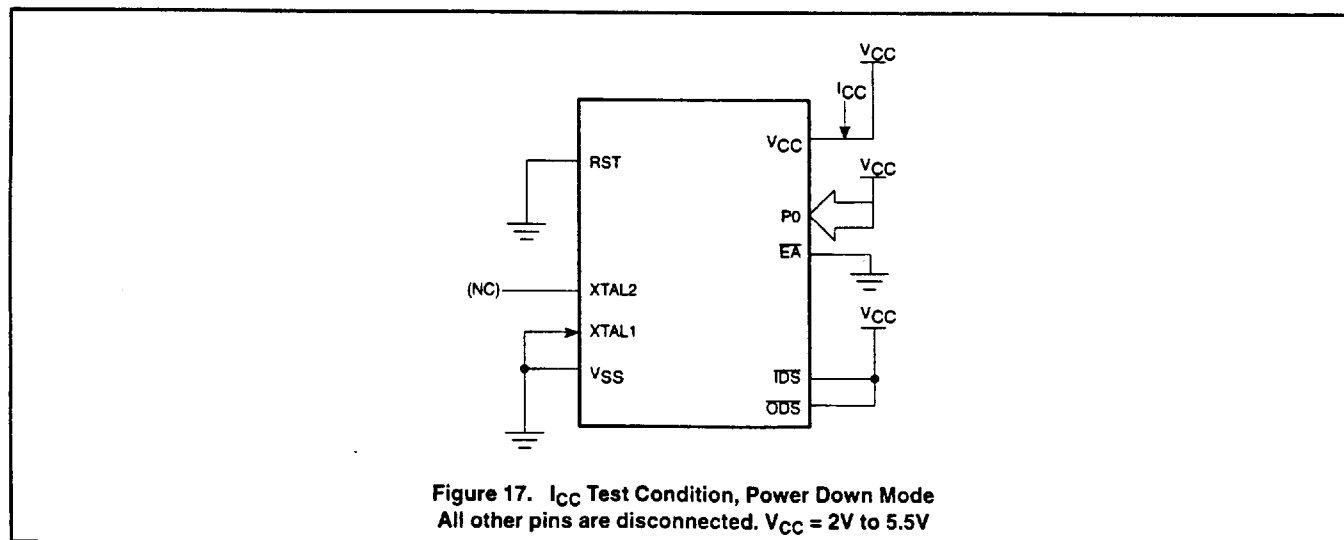 VCC
ICC
VCC
RST
VCC
P0
EA
(NC)
XTAL2
VCC
XTAL1
VSS
IDS
ODS
Figure 17. ICC Test Condition, Power Down Mode
All other pins are disconnected. VCC = 2V to 5.5V